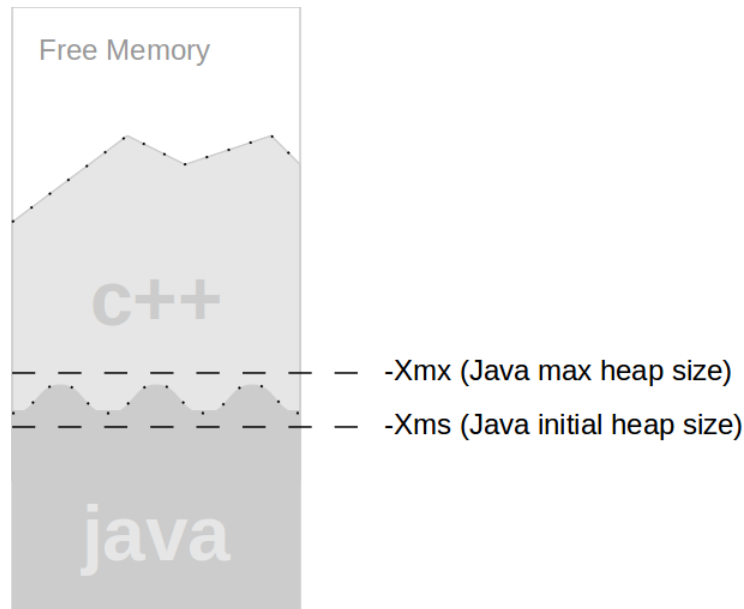 Free Memory
c++
-Xmx (Java max heap size)
-Xms (Java initial heap size)
java